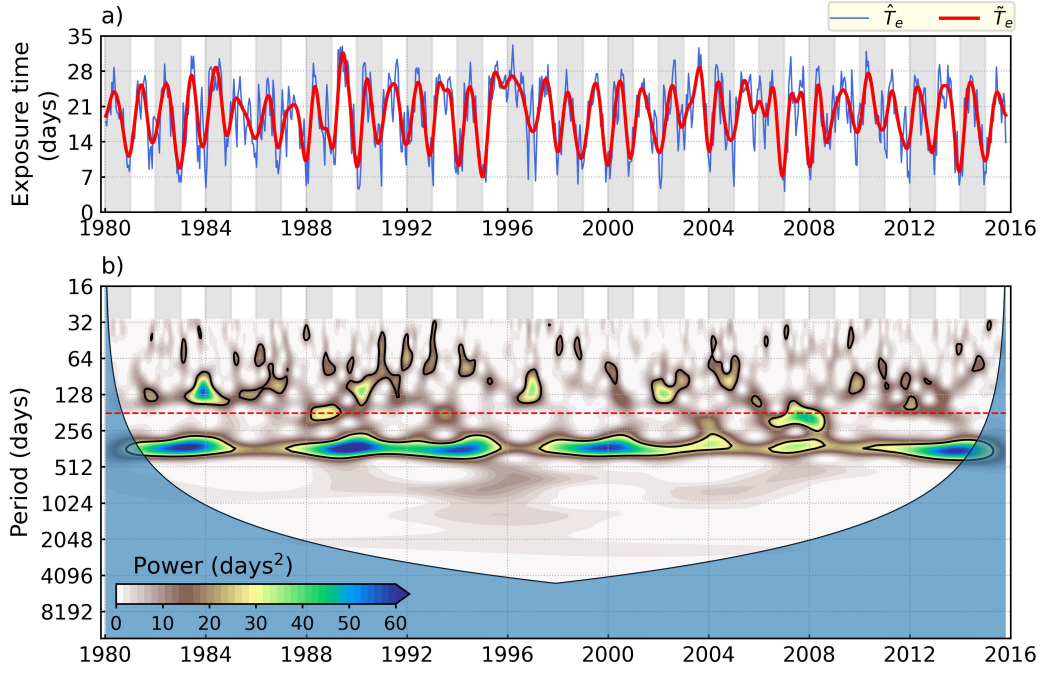 a)
T̂ₑ T̃ₑ
Exposure time
(days)
35
28
21
14
7
0
1980 1984 1988 1992 1996 2000 2004 2008 2012 2016
b)
Period (days)
16
32
64
128
256
512
1024
2048
4096
8192
Power (days²)
0 10 20 30 40 50 60
1980 1984 1988 1992 1996 2000 2004 2008 2012 2016